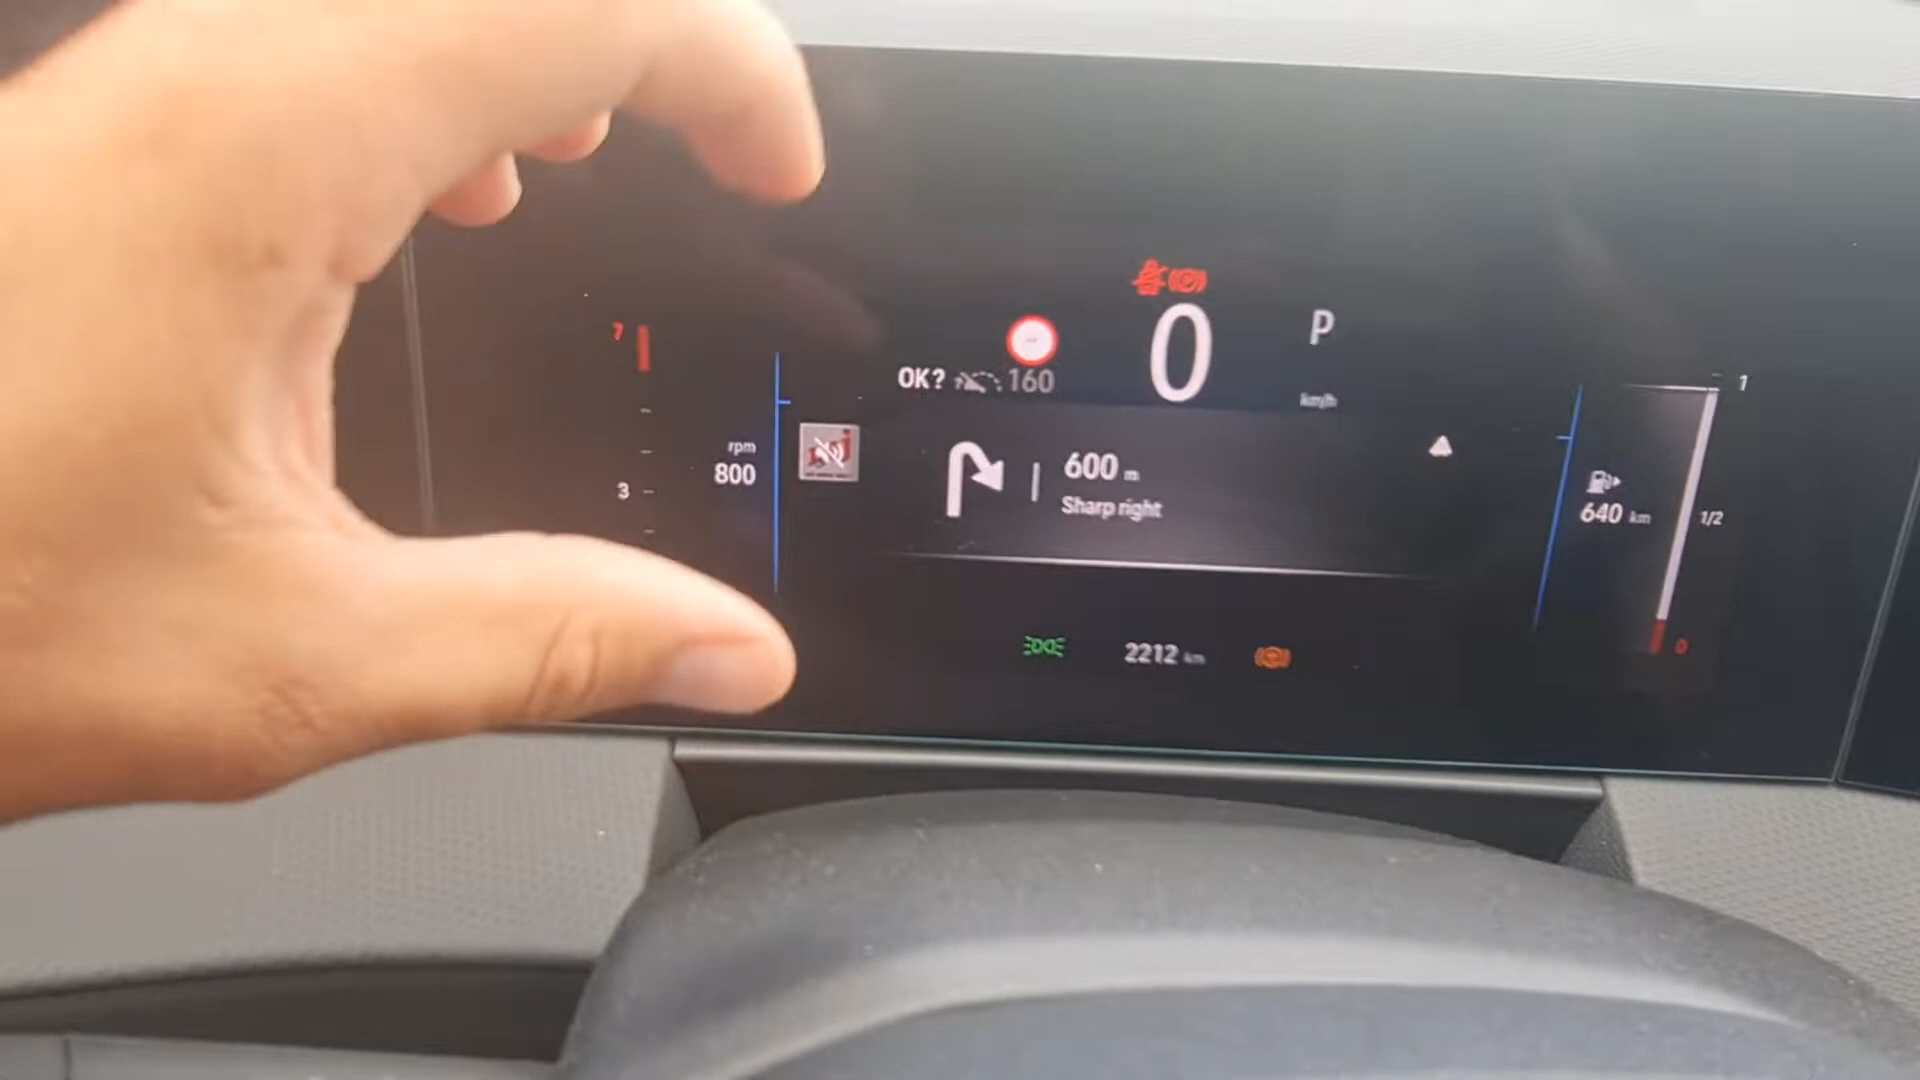 7
0
P
OK? 160
km/h
1
rpm
800
3
600 m
Sharp right
640 km
1/2
2212 km
0